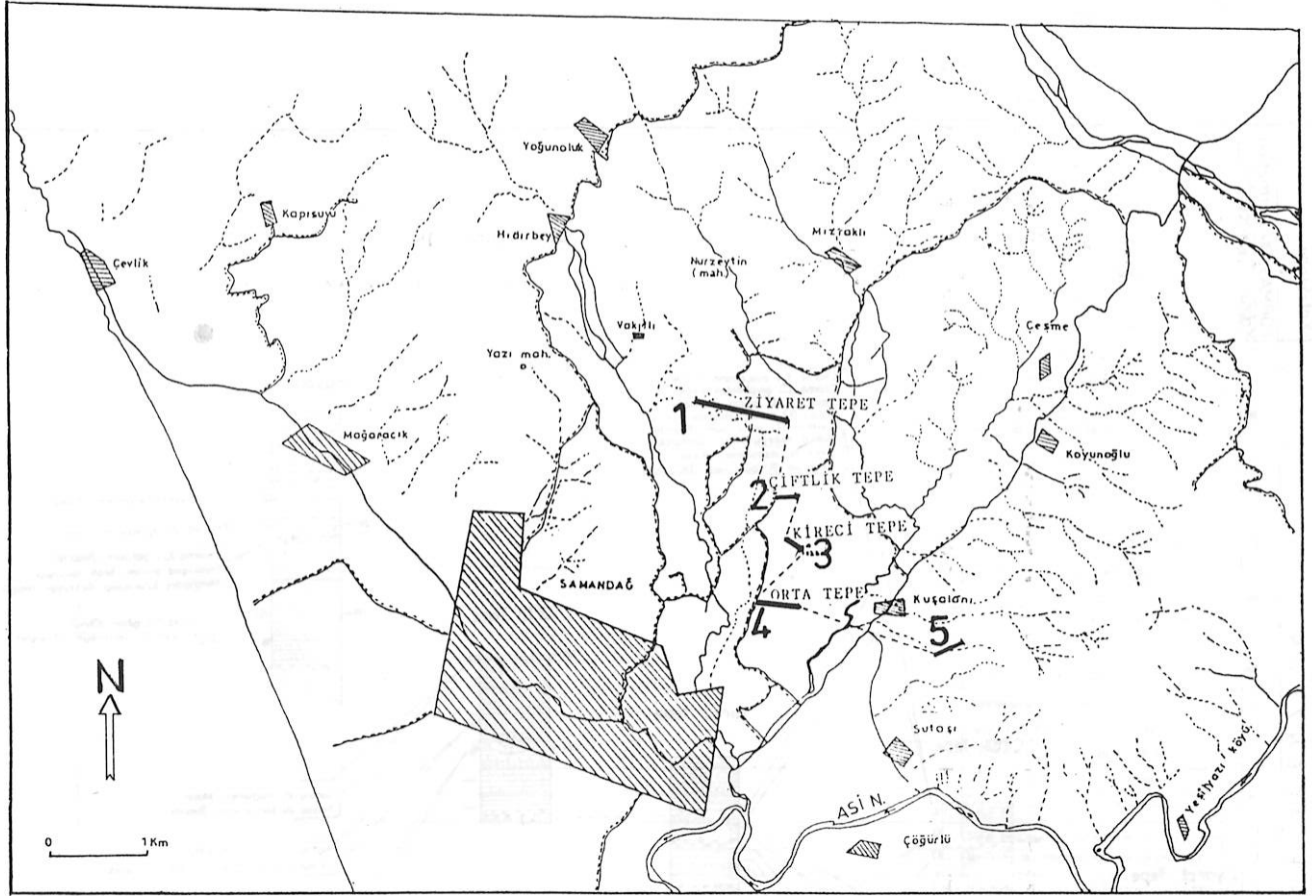 Yoğunoluk
Kapısuyu
Hıdırbey
Mızraklı
Nurzeytin
(mah.)
Çevlik
Vakıflı
Çeşme
Yazı mah.
1
ZİYARET TEPE
Mağaracık
Koyunoğlu
ÇİFTLİK TEPE
2
KİRECİ TEPE
3
SAMANDAĞ
ORTA TEPE
Kuşalanı
4
5
N
Sutaşı
Yeşilyazı köyü
ASİ N.
0 1 Km
Çöğürlü